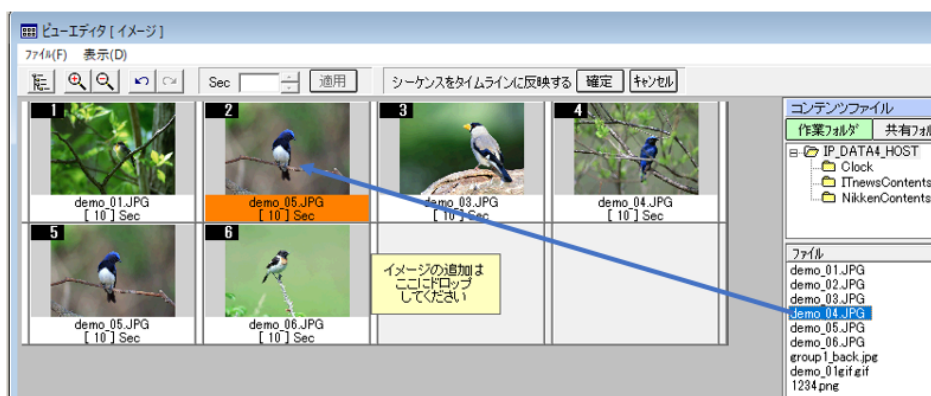 ビューエディタ [ イメージ ]
ファイル(F) 表示(D)
Sec 適用 シーケンスをタイムラインに反映する 確定 キャンセル
1 2 3 4
demo_01.JPG demo_05.JPG demo_03.JPG demo_04.JPG
[ 10 ] Sec [ 10 ] Sec [ 10 ] Sec [ 10 ] Sec
5 6
イメージの追加は
ここにドロップ
してください
demo_05.JPG demo_06.JPG
[ 10 ] Sec [ 10 ] Sec
コンテンツファイル
作業フォルダ 共有フォル
IP_DATA4_HOST
Clock
ITnewsContents
NikkenContents
ファイル
demo_01.JPG
demo_02.JPG
demo_03.JPG
demo_04.JPG
demo_05.JPG
demo_06.JPG
group1_back.jpg
demo_01gif.gif
1234.png